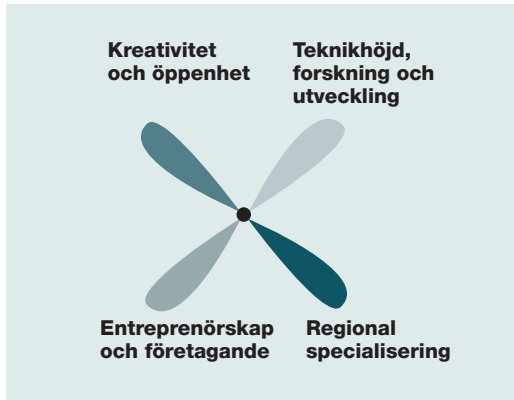 Kreativitet
och öppenhet
Teknikhöjd,
forskning och
utveckling
Entreprenörskap
och företagande
Regional
specialisering